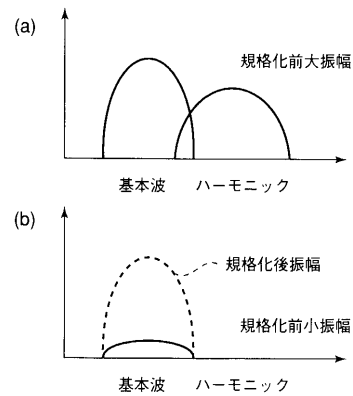 (a)
規格化前大振幅
基本波 ハーモニック
(b)
規格化後振幅
規格化前小振幅
基本波 ハーモニック